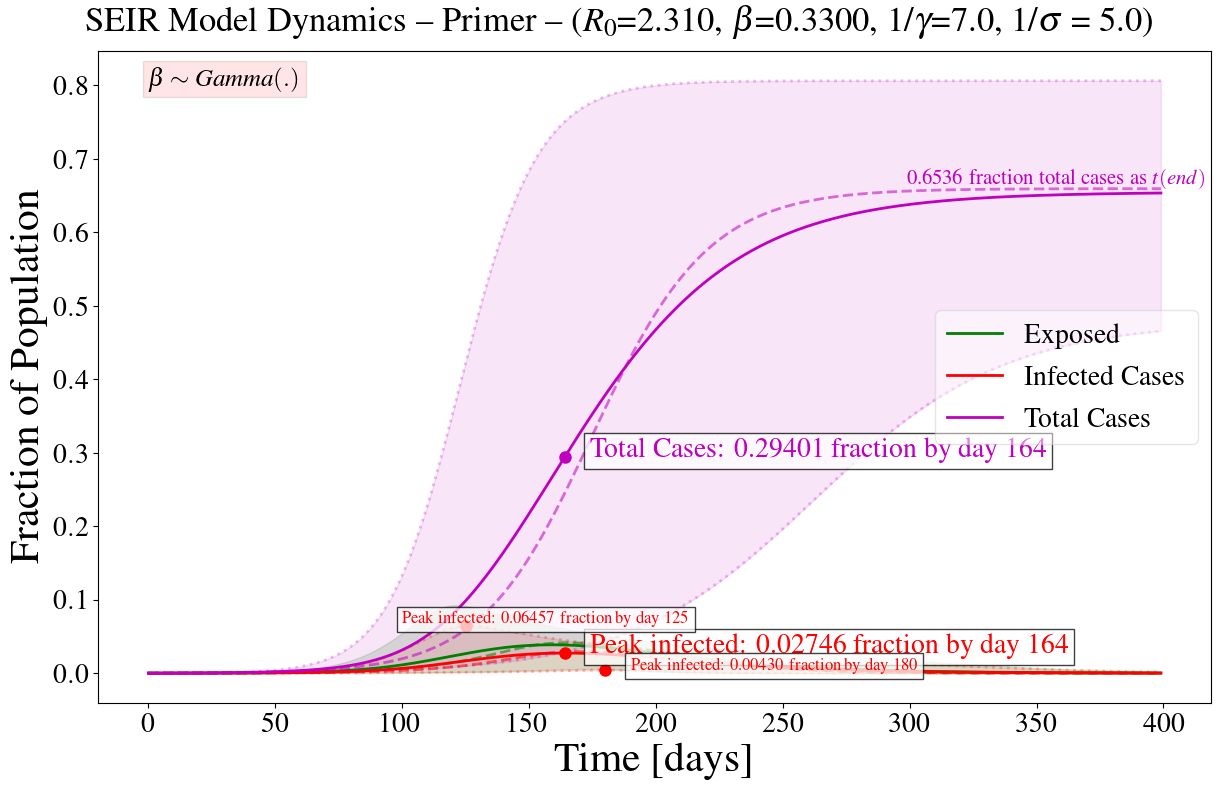 SEIR Model Dynamics – Primer – (R₀=2.310, β=0.3300, 1/γ=7.0, 1/σ = 5.0)
β ∼ Gamma(.)
0.8
0.7
0.6
0.5
0.4
0.3
0.2
0.1
0.0
Fraction of Population
0.6536 fraction total cases as t(end)
Exposed
Infected Cases
Total Cases
Total Cases: 0.29401 fraction by day 164
Peak infected: 0.06457 fraction by day 125
Peak infected: 0.02746 fraction by day 164
Peak infected: 0.00430 fraction by day 180
0 50 100 150 200 250 300 350 400
Time [days]